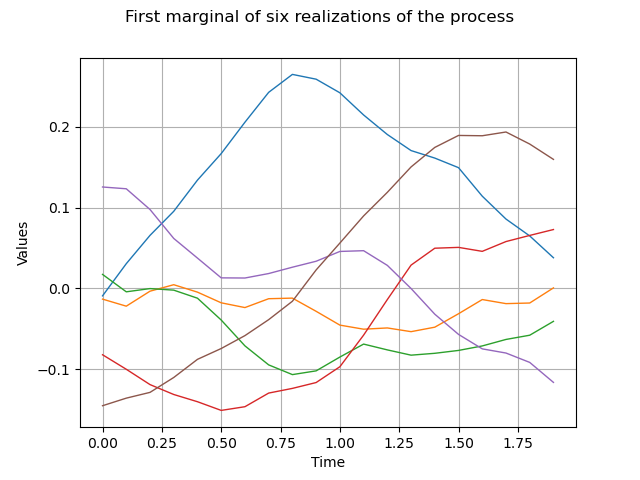 First marginal of six realizations of the process
Values
0.2
0.1
0.0
−0.1
0.00 0.25 0.50 0.75 1.00 1.25 1.50 1.75
Time